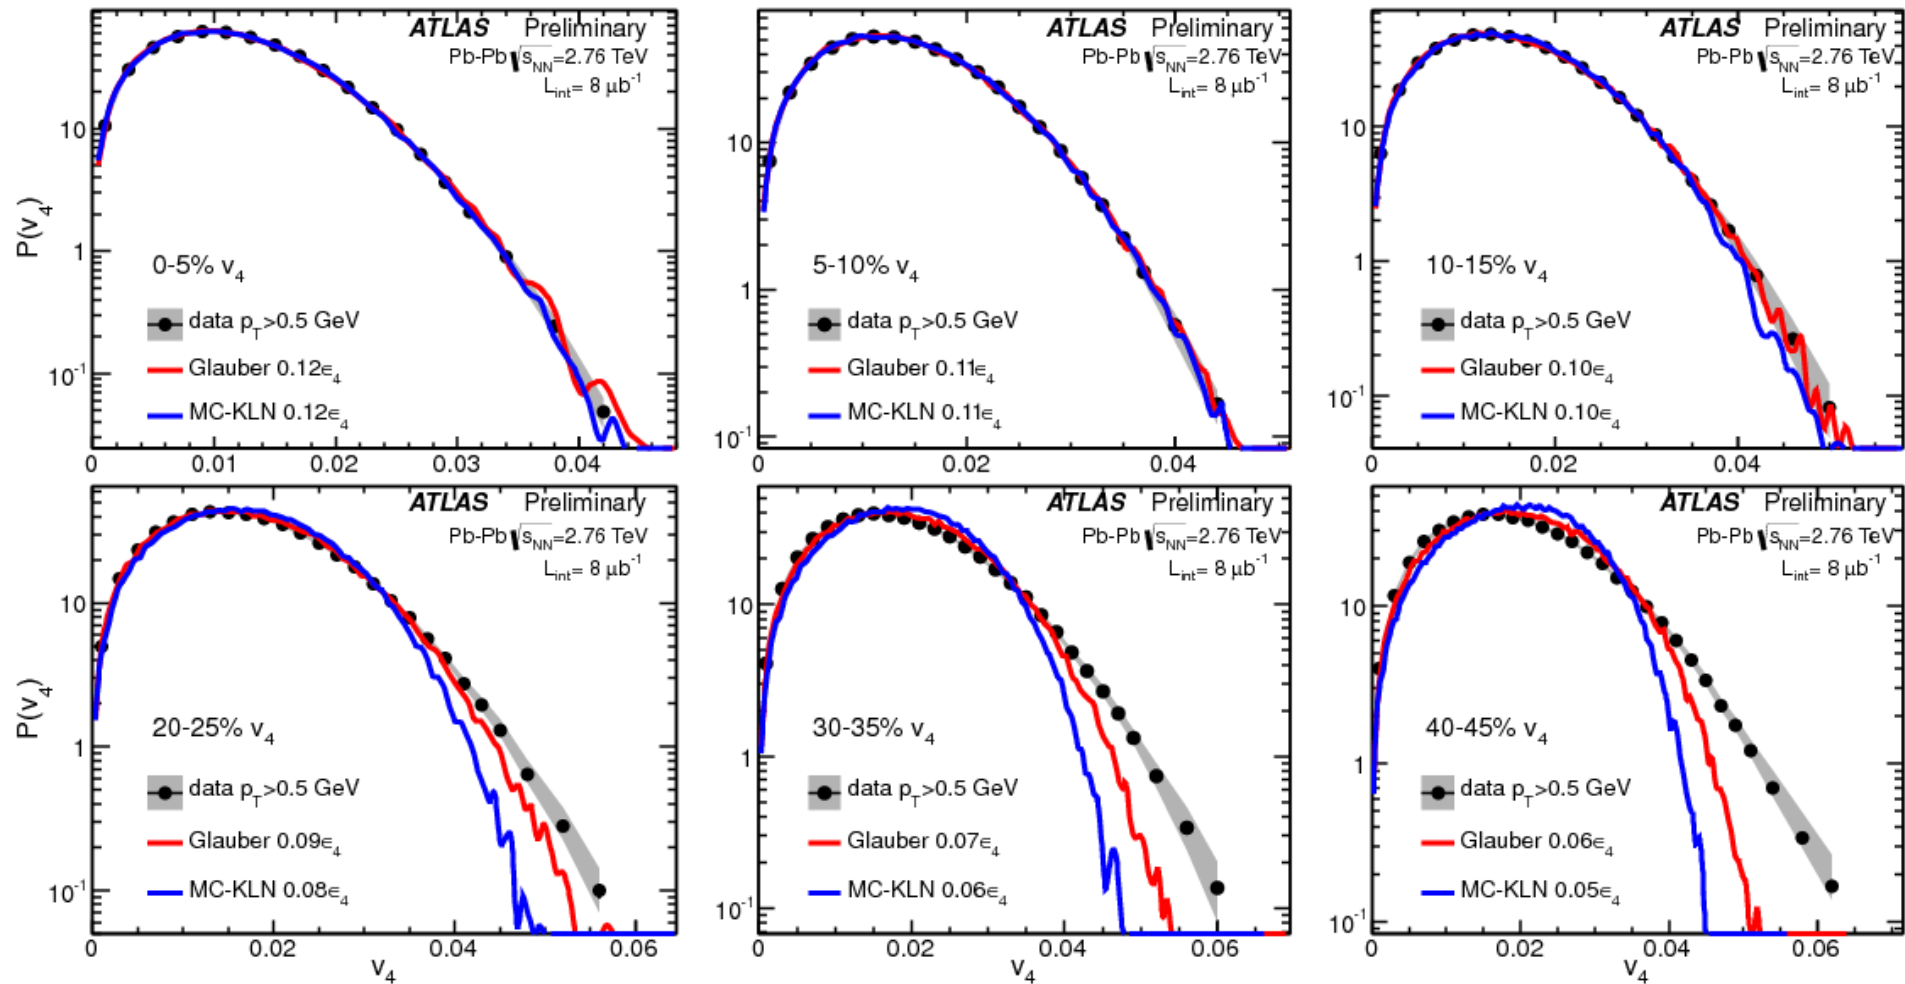 ATLAS Preliminary
Pb-Pb √sNN=2.76 TeV
Lint= 8 μb-1
10
1
10-1
P(v4)
0-5% v4
data pT>0.5 GeV
Glauber 0.12ϵ4
MC-KLN 0.12ϵ4
0 0.01 0.02 0.03 0.04
ATLAS Preliminary
Pb-Pb √sNN=2.76 TeV
Lint= 8 μb-1
10
1
10-1
5-10% v4
data pT>0.5 GeV
Glauber 0.11ϵ4
MC-KLN 0.11ϵ4
0 0.02 0.04
ATLAS Preliminary
Pb-Pb √sNN=2.76 TeV
Lint= 8 μb-1
10
1
10-1
10-15% v4
data pT>0.5 GeV
Glauber 0.10ϵ4
MC-KLN 0.10ϵ4
0 0.02 0.04
ATLAS Preliminary
Pb-Pb √sNN=2.76 TeV
Lint= 8 μb-1
10
1
10-1
P(v4)
20-25% v4
data pT>0.5 GeV
Glauber 0.09ϵ4
MC-KLN 0.08ϵ4
0 0.02 0.04 0.06
v4
ATLAS Preliminary
Pb-Pb √sNN=2.76 TeV
Lint= 8 μb-1
10
1
10-1
30-35% v4
data pT>0.5 GeV
Glauber 0.07ϵ4
MC-KLN 0.06ϵ4
0 0.02 0.04 0.06
v4
ATLAS Preliminary
Pb-Pb √sNN=2.76 TeV
Lint= 8 μb-1
10
1
10-1
40-45% v4
data pT>0.5 GeV
Glauber 0.06ϵ4
MC-KLN 0.05ϵ4
0 0.02 0.04 0.06
v4